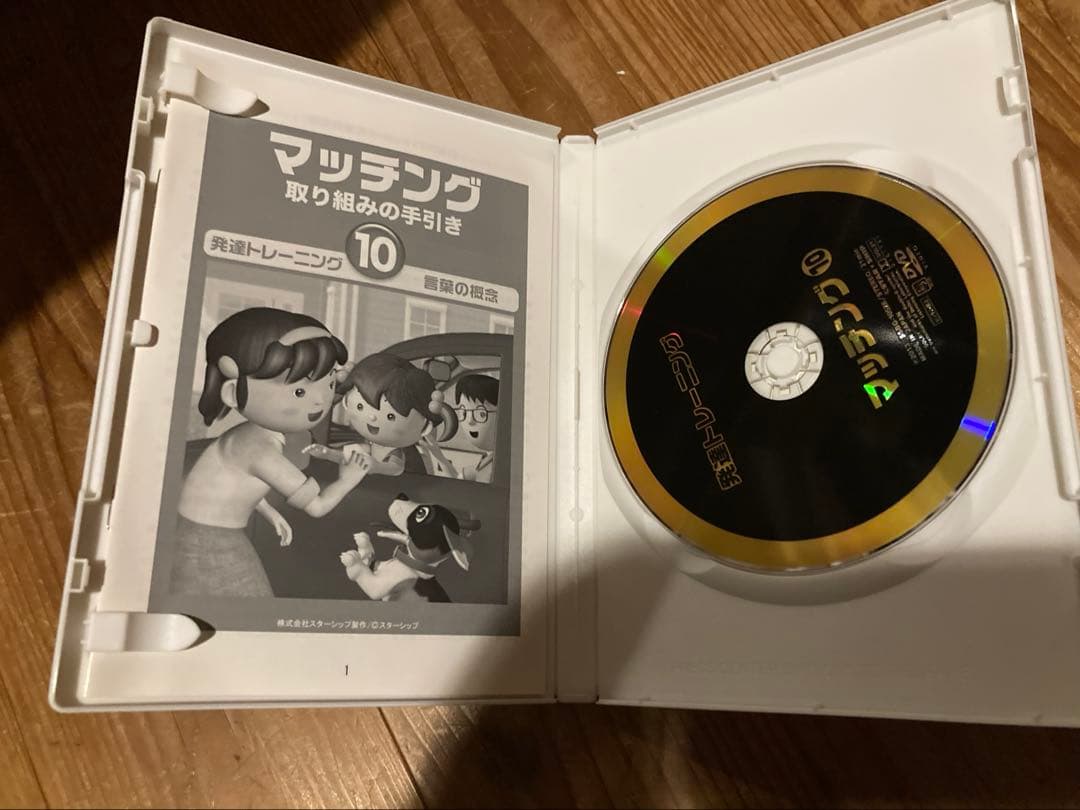 マッチング
取り組みの手引き
発達トレーニング
10
言葉の概念
株式会社スターシップ製作/©スターシップ
1
マッチング 10
発達トレーニング
DVD
VIDEO